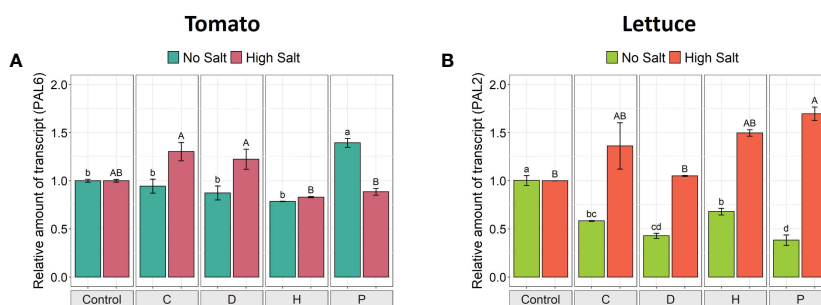 Tomato
Lettuce
A
No Salt
High Salt
B
No Salt
High Salt
Relative amount of transcript (PAL6)
2.0
1.5
1.0
0.5
0.0
b
AB
b
A
b
A
b
B
a
B
Control
C
D
H
P
Relative amount of transcript (PAL2)
2.0
1.5
1.0
0.5
0.0
a
B
bc
AB
cd
B
b
AB
d
A
Control
C
D
H
P